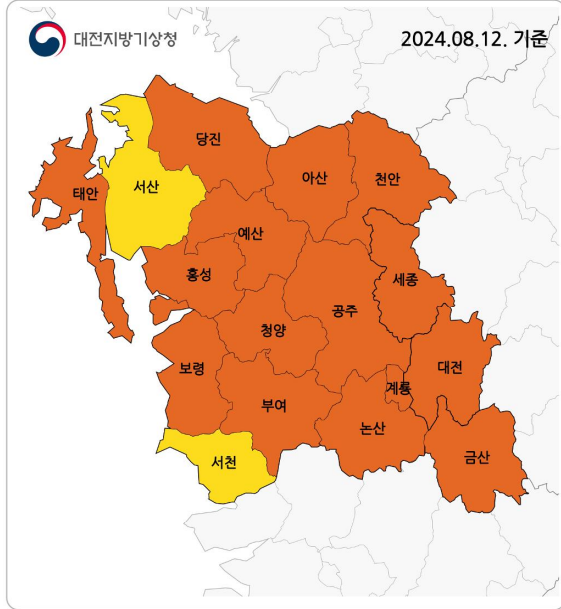 대전지방기상청
2024.08.12. 기준
당진
아산
천안
태안
서산
예산
홍성
세종
공주
청양
보령
대전
계룡
부여
논산
서천
금산